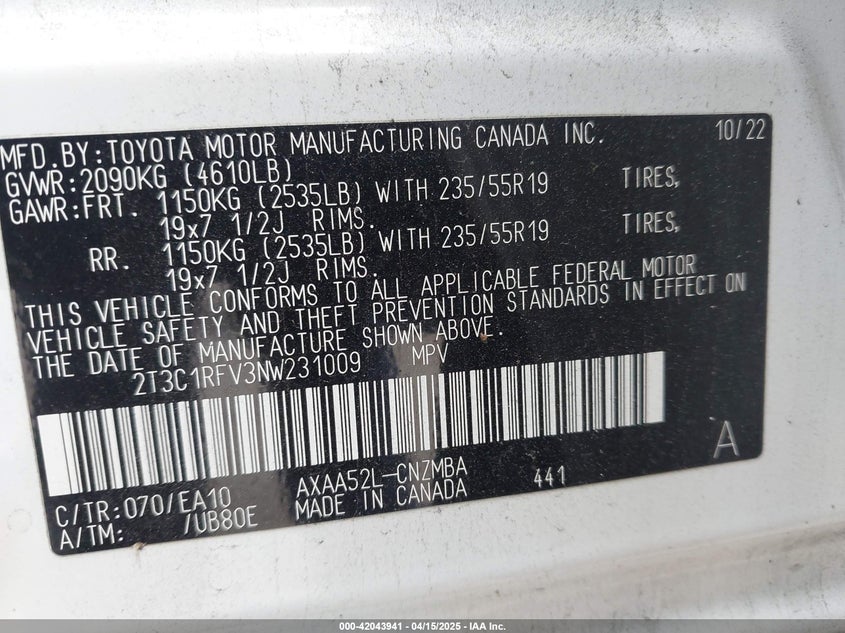 MFD.BY:TOYOTA MOTOR MANUFACTURING CANADA INC. 10/22
GVWR:2090KG (4610LB)
GAWR:FRT. 1150KG (2535LB) WITH 235/55R19 TIRES,
19x7 1/2J RIMS.
RR. 1150KG (2535LB) WITH 235/55R19 TIRES,
19x7 1/2J RIMS.
THIS VEHICLE CONFORMS TO ALL APPLICABLE FEDERAL MOTOR
VEHICLE SAFETY AND THEFT PREVENTION STANDARDS IN EFFECT ON
THE DATE OF MANUFACTURE SHOWN ABOVE.
2T3C1RFV3NW231009 MPV
A
C/TR:070/EA10 AXAA52L-CNZMBA 441
A/TM: /UB80E MADE IN CANADA
000-42043941 - 04/15/2025 - IAA Inc.